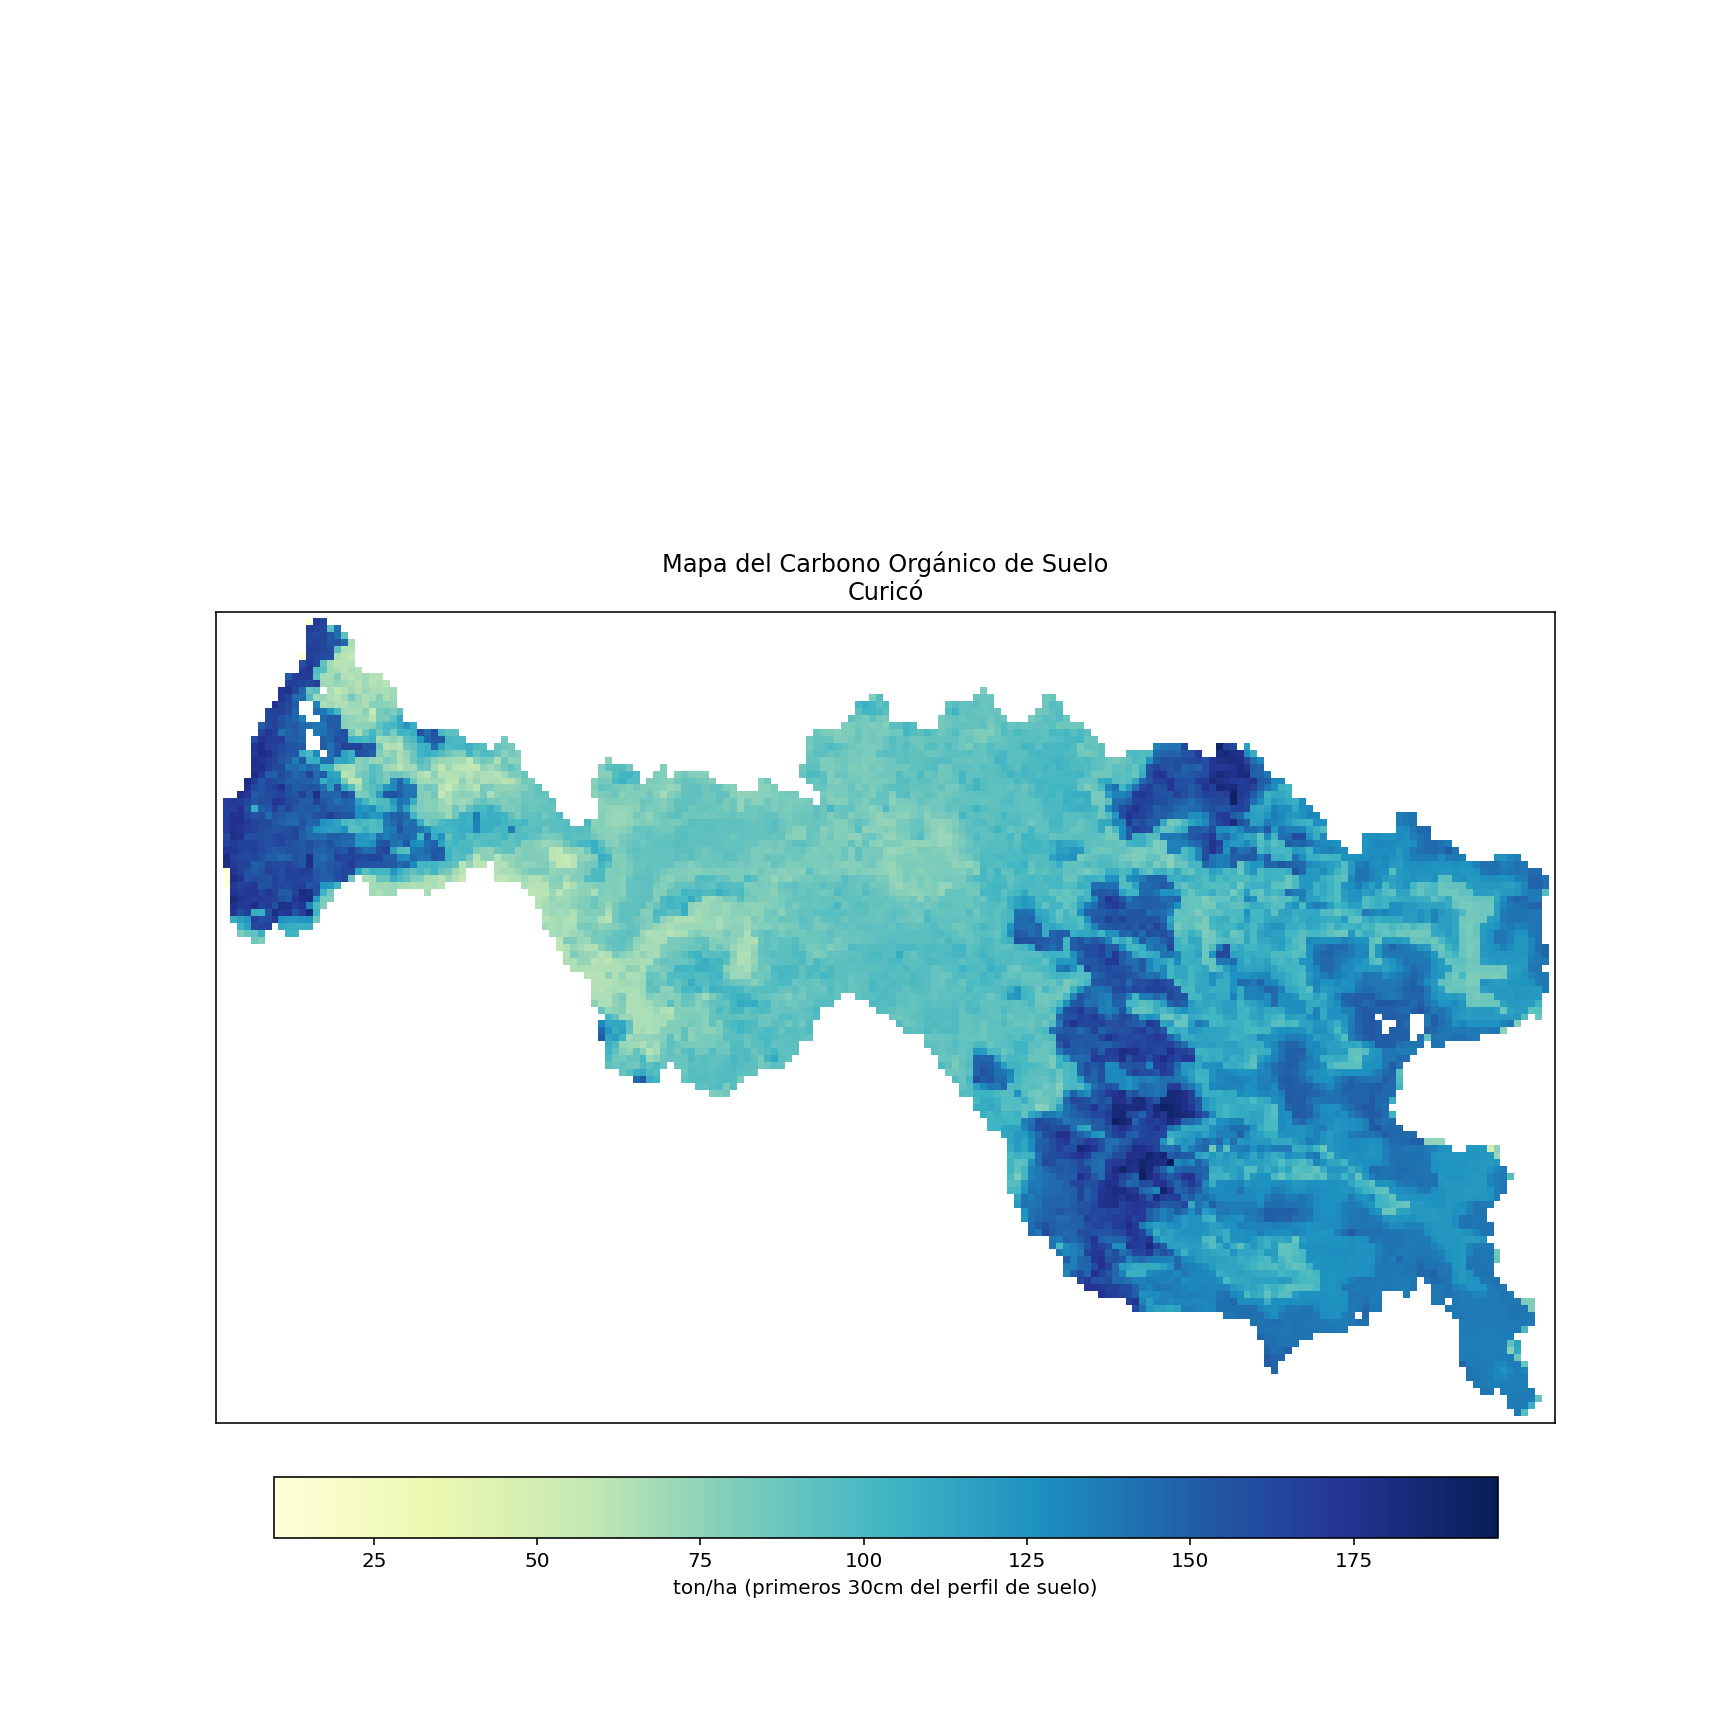 Mapa del Carbono Orgánico de Suelo
Curicó
25 50 75 100 125 150 175
ton/ha (primeros 30cm del perfil de suelo)